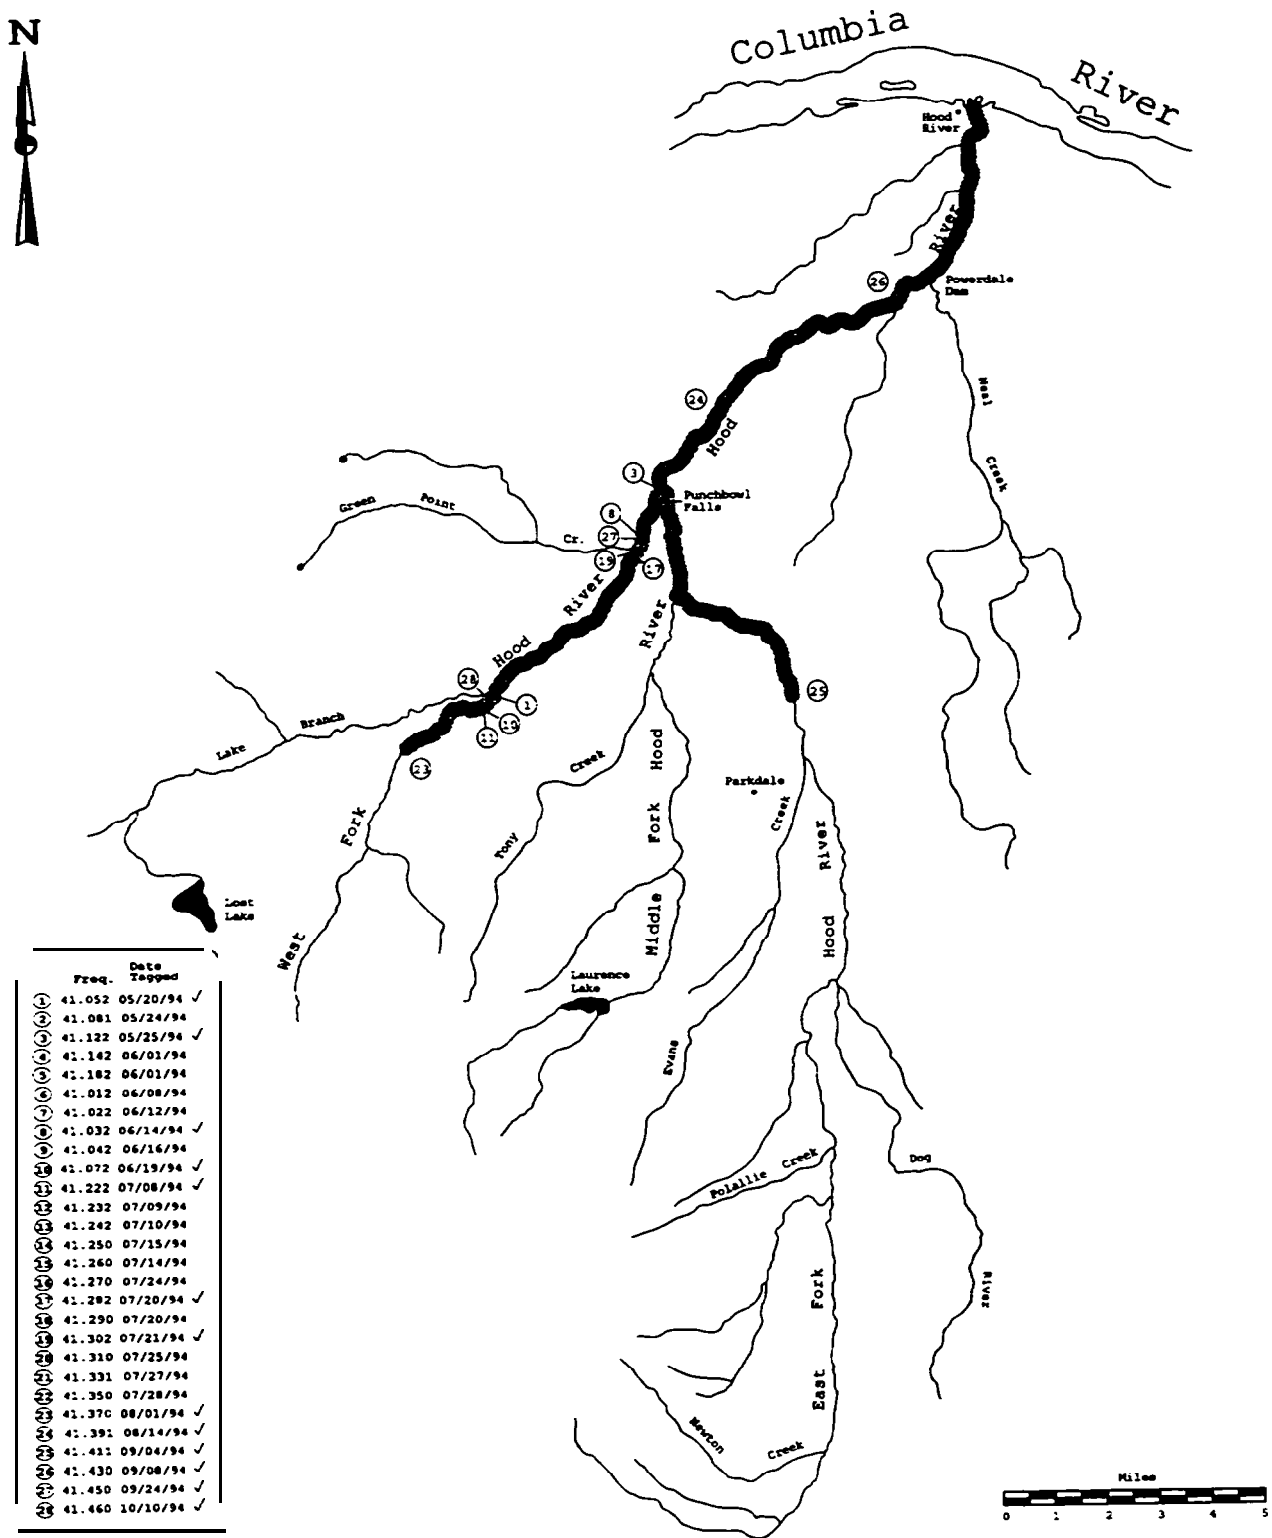 N
Columbia
River
Hood
River
River
26
Powerdale
Dam
24
Hood
Neal
Creek
3
Punchbowl
Falls
Green
Point
Cr.
8
27
19
17
River
River
Hood
28
1
10
11
23
25
Branch
Lake
Creek
Hood
Parkdale
Creek
Fork
Fork
River
Tony
Lost
Lake
West
Middle
Hood
Laurence
Lake
Evans
Dog
Polallie Creek
River
Fork
East
Newton
Creek
Freq. Date
Tagged
1 41.052 05/20/94 ✓
2 41.081 05/24/94
3 41.122 05/25/94 ✓
4 41.142 06/01/94
5 41.182 06/01/94
6 41.012 06/08/94
7 41.022 06/12/94
8 41.032 06/14/94 ✓
9 41.042 06/16/94
10 41.072 06/19/94 ✓
11 41.222 07/08/94 ✓
12 41.232 07/09/94
13 41.242 07/10/94
14 41.250 07/15/94
15 41.260 07/14/94
16 41.270 07/24/94
17 41.282 07/20/94 ✓
18 41.290 07/20/94
19 41.302 07/21/94 ✓
20 41.310 07/25/94
21 41.331 07/27/94
22 41.350 07/28/94
23 41.370 08/01/94 ✓
24 41.391 08/14/94 ✓
25 41.411 09/04/94 ✓
26 41.430 09/08/94 ✓
27 41.450 09/24/94 ✓
28 41.460 10/10/94 ✓
Miles
0 1 2 3 4 5